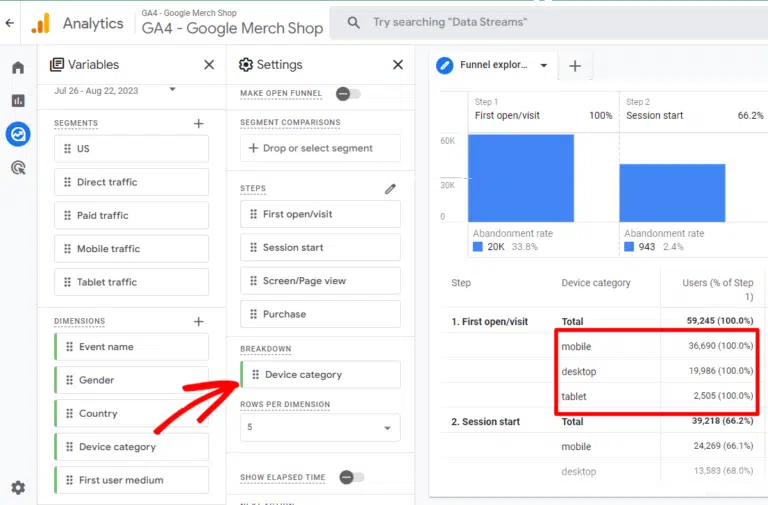 Analytics
GA4 - Google Merch Shop
GA4 - Google Merch Shop
Try searching "Data Streams"
Variables
Jul 26 - Aug 22, 2023
SEGMENTS
US
Direct traffic
Paid traffic
Mobile traffic
Tablet traffic
DIMENSIONS
Event name
Gender
Country
Device category
First user medium
Settings
MAKE OPEN FUNNEL
SEGMENT COMPARISONS
Drop or select segment
STEPS
First open/visit
Session start
Screen/Page view
Purchase
BREAKDOWN
Device category
ROWS PER DIMENSION
5
SHOW ELAPSED TIME
Funnel explor...
Step 1
First open/visit 100%
Step 2
Session start 66.2%
60K
30K
0
Abandonment rate
20K 33.8%
Abandonment rate
943 2.4%
Step Device category Users (% of Step
1)
1. First open/visit Total 59,245 (100.0%)
mobile 36,690 (100.0%)
desktop 19,986 (100.0%)
tablet 2,505 (100.0%)
2. Session start Total 39,218 (66.2%)
mobile 24,269 (66.1%)
desktop 13,583 (68.0%)